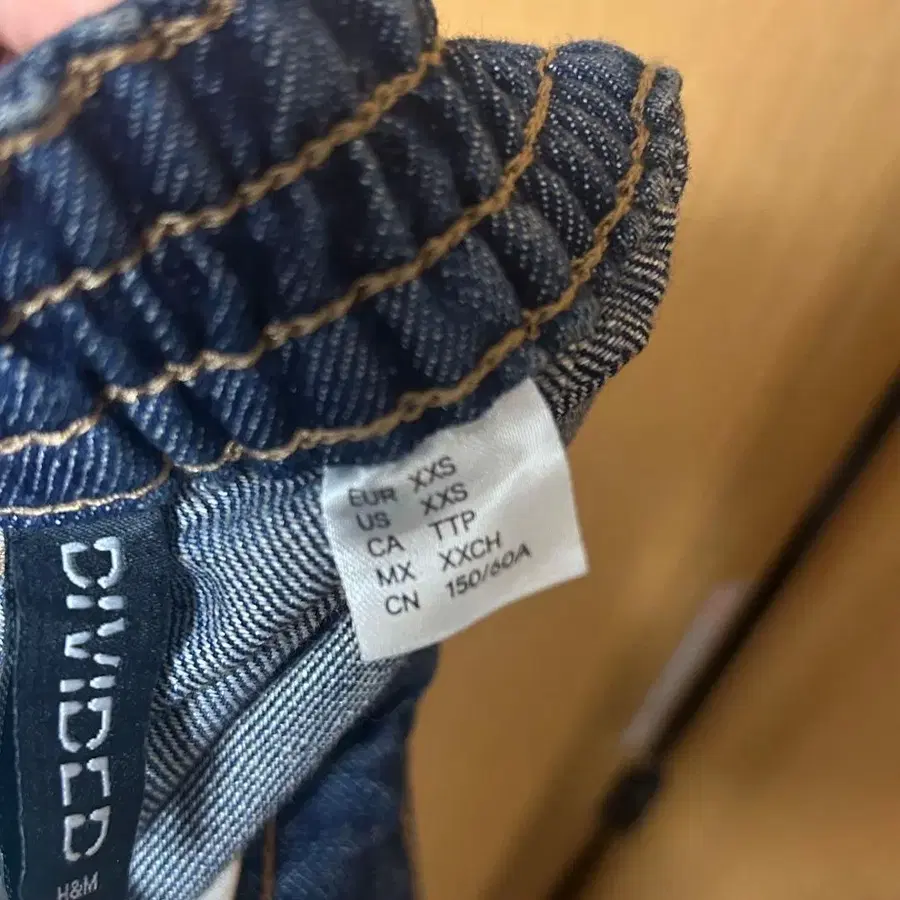 EUR XXS
US XXS
CA TTP
MX XXCH
CN 150/60A
DIVIDED
H&M